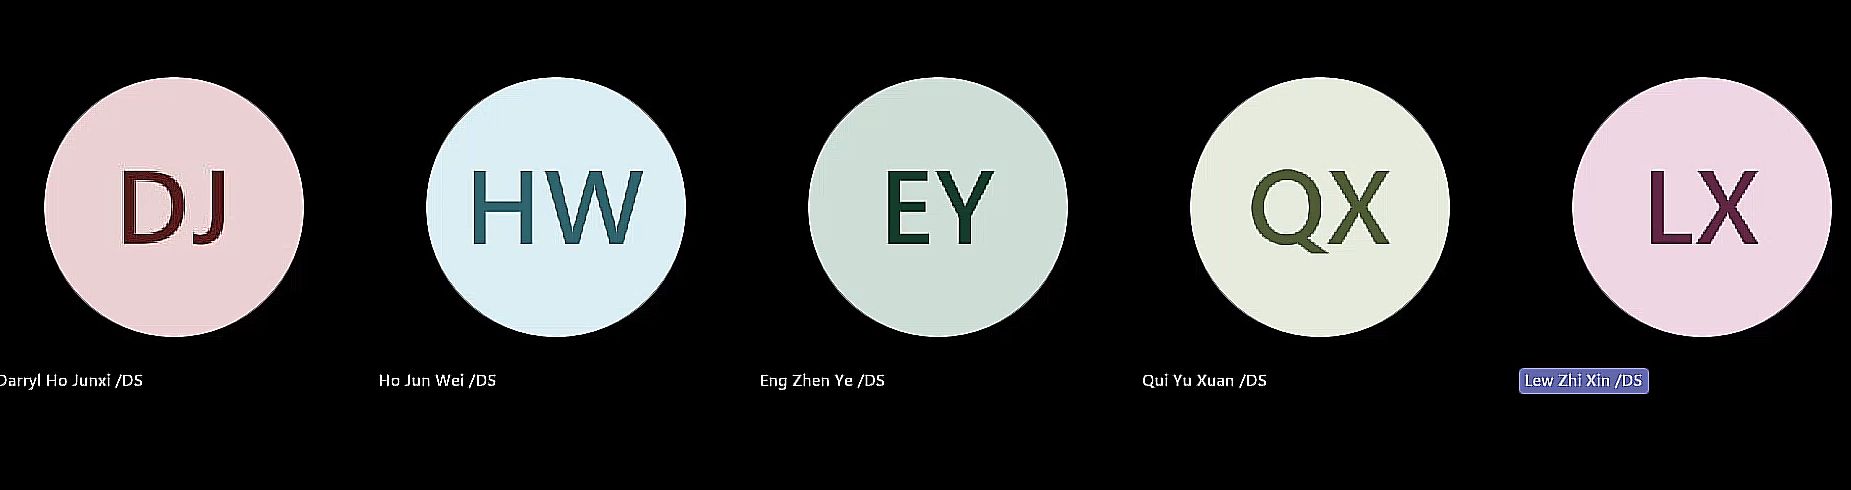 DJ
HW
EY
QX
LX
Darryl Ho Junxi /DS
Ho Jun Wei /DS
Eng Zhen Ye /DS
Qui Yu Xuan /DS
Lew Zhi Xin /DS